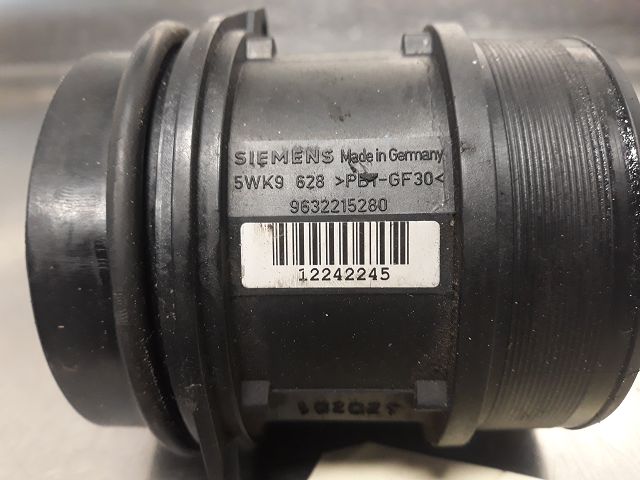 SIEMENS Made in Germany
5WK9 628 >PBT-GF30<
9632215280
12242245